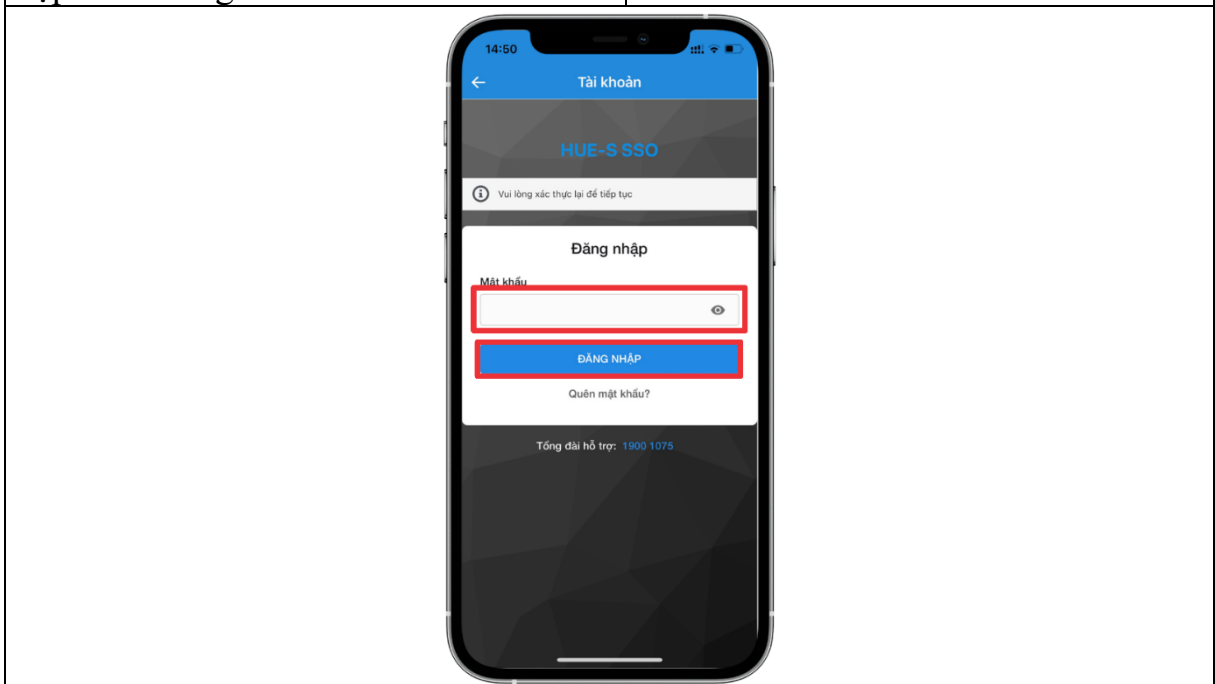 14:50
Tài khoản
HUE-S SSO
Vui lòng xác thực lại để tiếp tục
Đăng nhập
Mật khẩu
ĐĂNG NHẬP
Quên mật khẩu?
Tổng đài hỗ trợ: 1900 1075